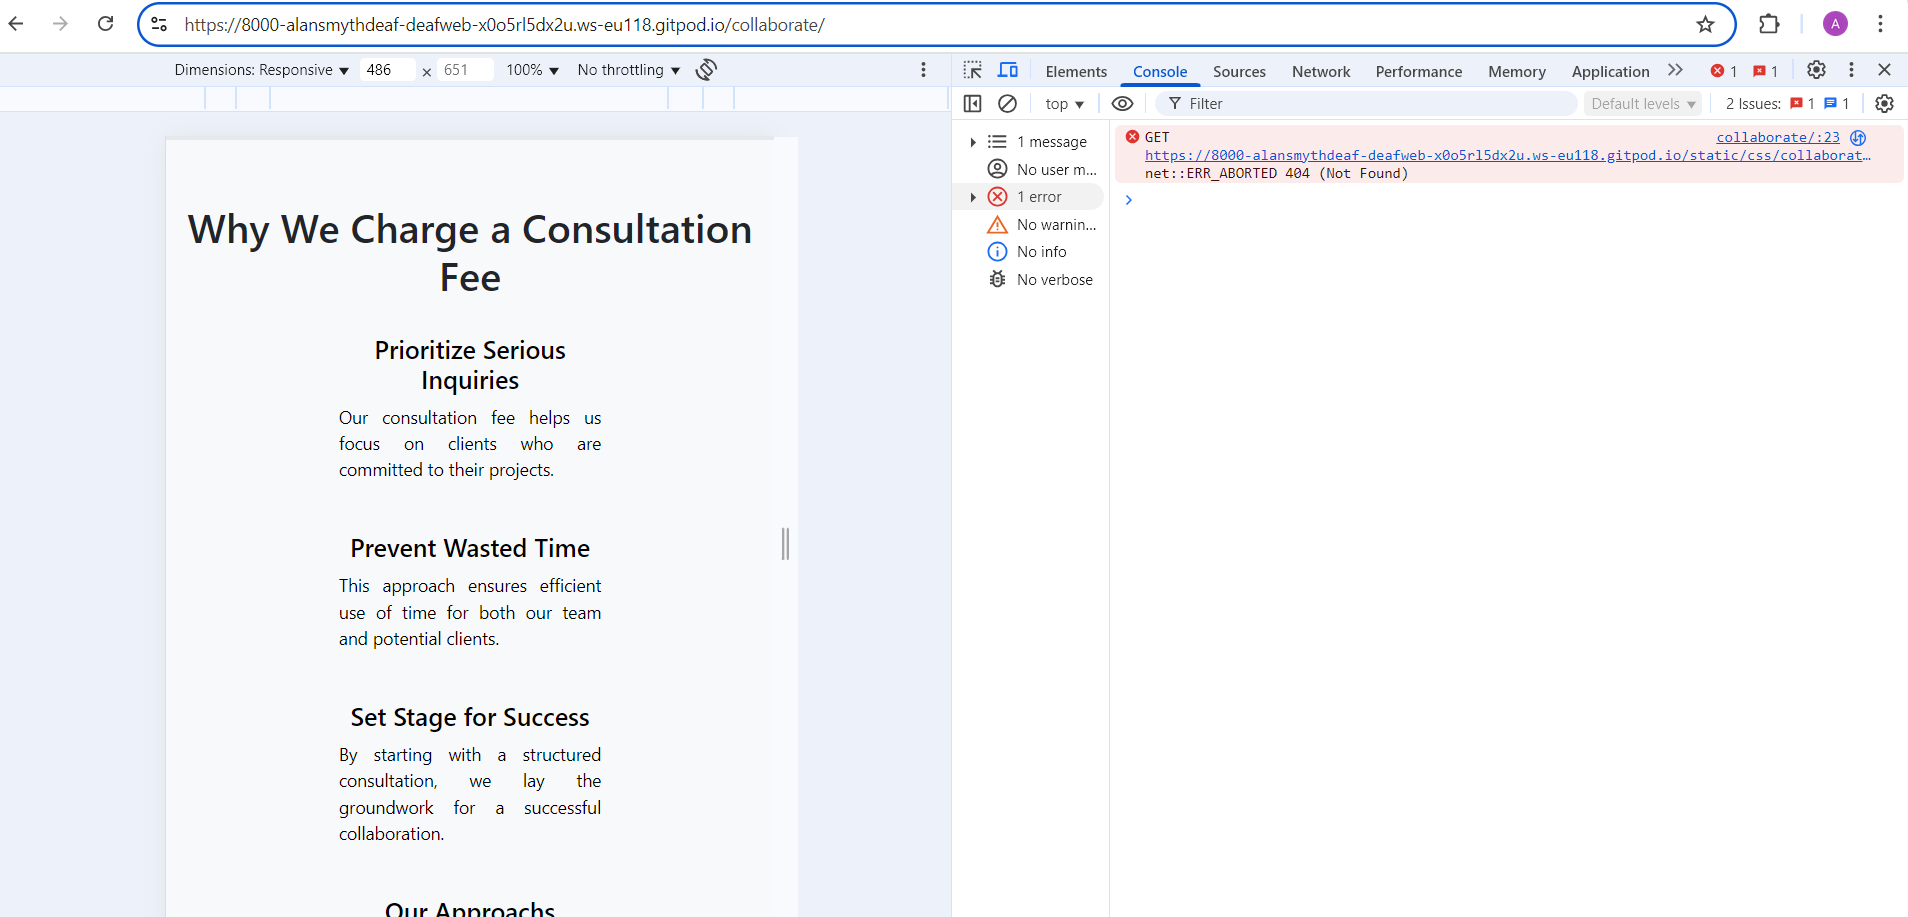 https://8000-alansmythdeaf-deafweb-x0o5rl5dx2u.ws-eu118.gitpod.io/collaborate/
A
Dimensions: Responsive 486 × 651 100% No throttling
Elements Console Sources Network Performance Memory Application 1 1
top Filter Default levels 2 Issues: 1 1
1 message
No user m...
1 error
No warnin...
No info
No verbose
GET collaborate/:23
https://8000-alansmythdeaf-deafweb-x0o5rl5dx2u.ws-eu118.gitpod.io/static/css/collaborat…
net::ERR_ABORTED 404 (Not Found)
Why We Charge a Consultation
Fee
Prioritize Serious
Inquiries
Our consultation fee helps us
focus on clients who are
committed to their projects.
Prevent Wasted Time
This approach ensures efficient
use of time for both our team
and potential clients.
Set Stage for Success
By starting with a structured
consultation, we lay the
groundwork for a successful
collaboration.
Our Approachs